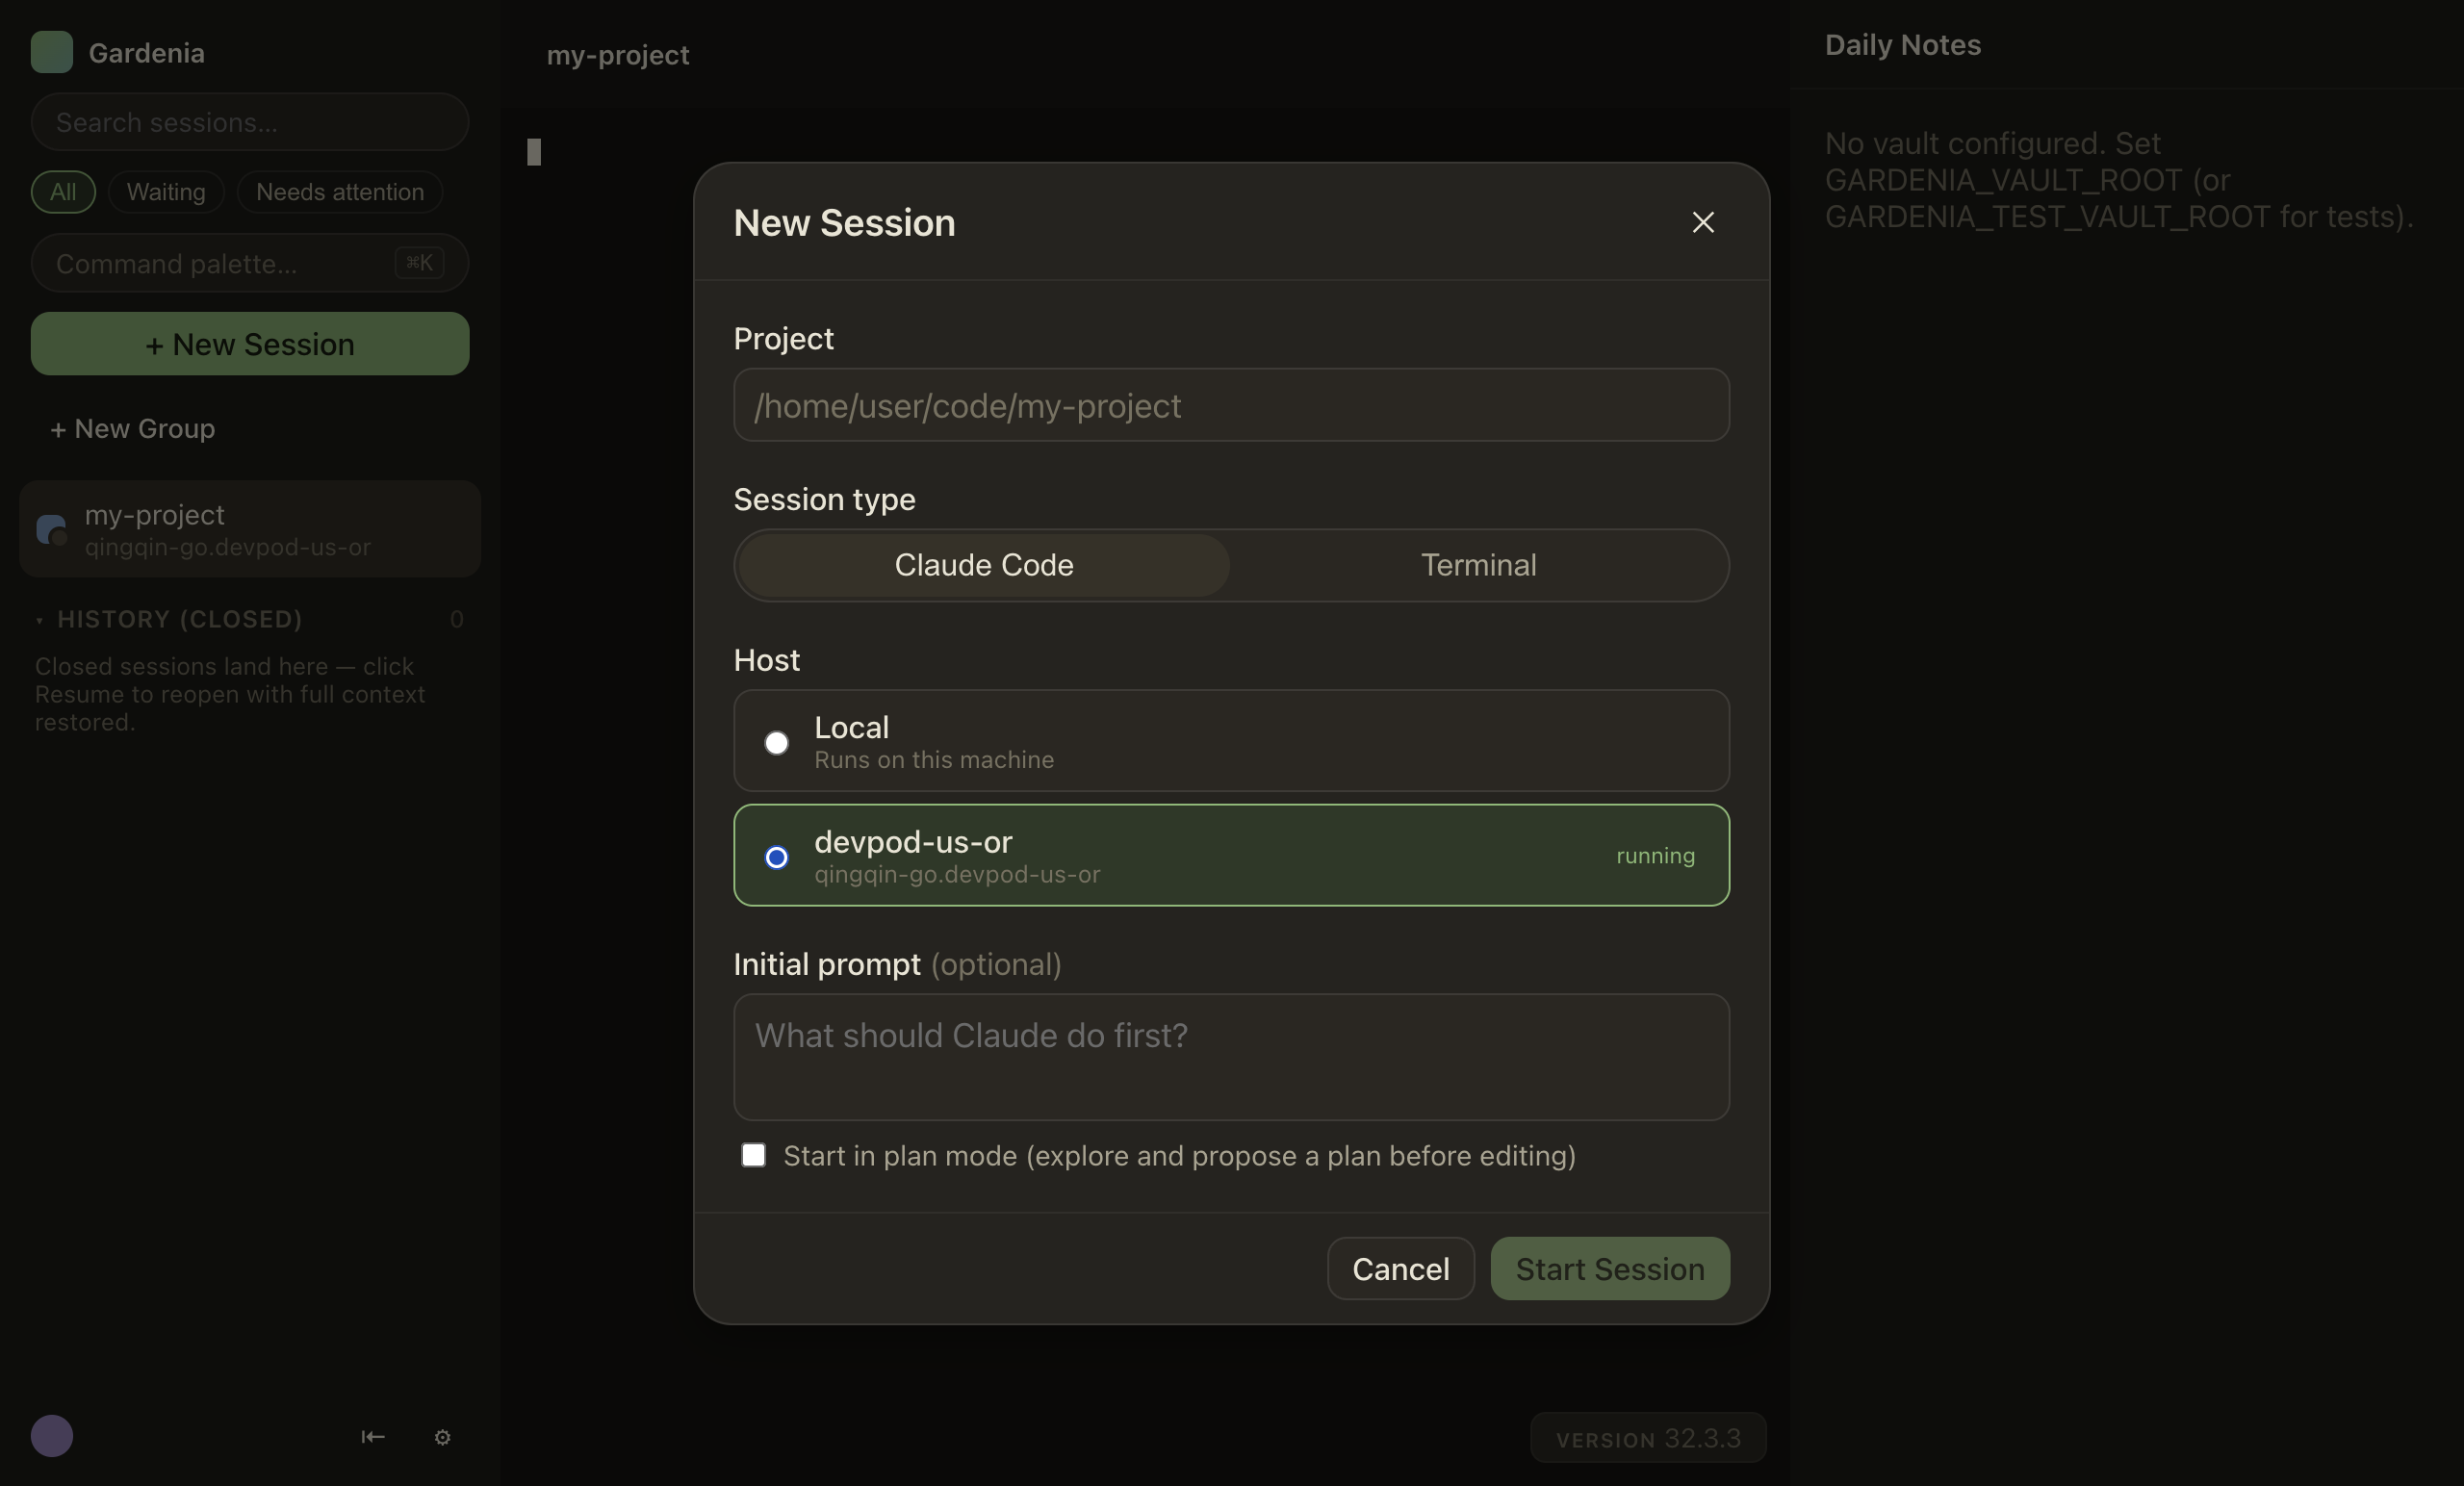 Gardenia
Search sessions...
All
Waiting
Needs attention
Command palette...
⌘K
+ New Session
+ New Group
my-project
qingqin-go.devpod-us-or
▾ HISTORY (CLOSED) 0
Closed sessions land here — click
Resume to reopen with full context
restored.
my-project
New Session
Project
/home/user/code/my-project
Session type
Claude Code
Terminal
Host
Local
Runs on this machine
devpod-us-or
qingqin-go.devpod-us-or
running
Initial prompt (optional)
What should Claude do first?
Start in plan mode (explore and propose a plan before editing)
Cancel
Start Session
VERSION 32.3.3
Daily Notes
No vault configured. Set
GARDENIA_VAULT_ROOT (or
GARDENIA_TEST_VAULT_ROOT for tests).